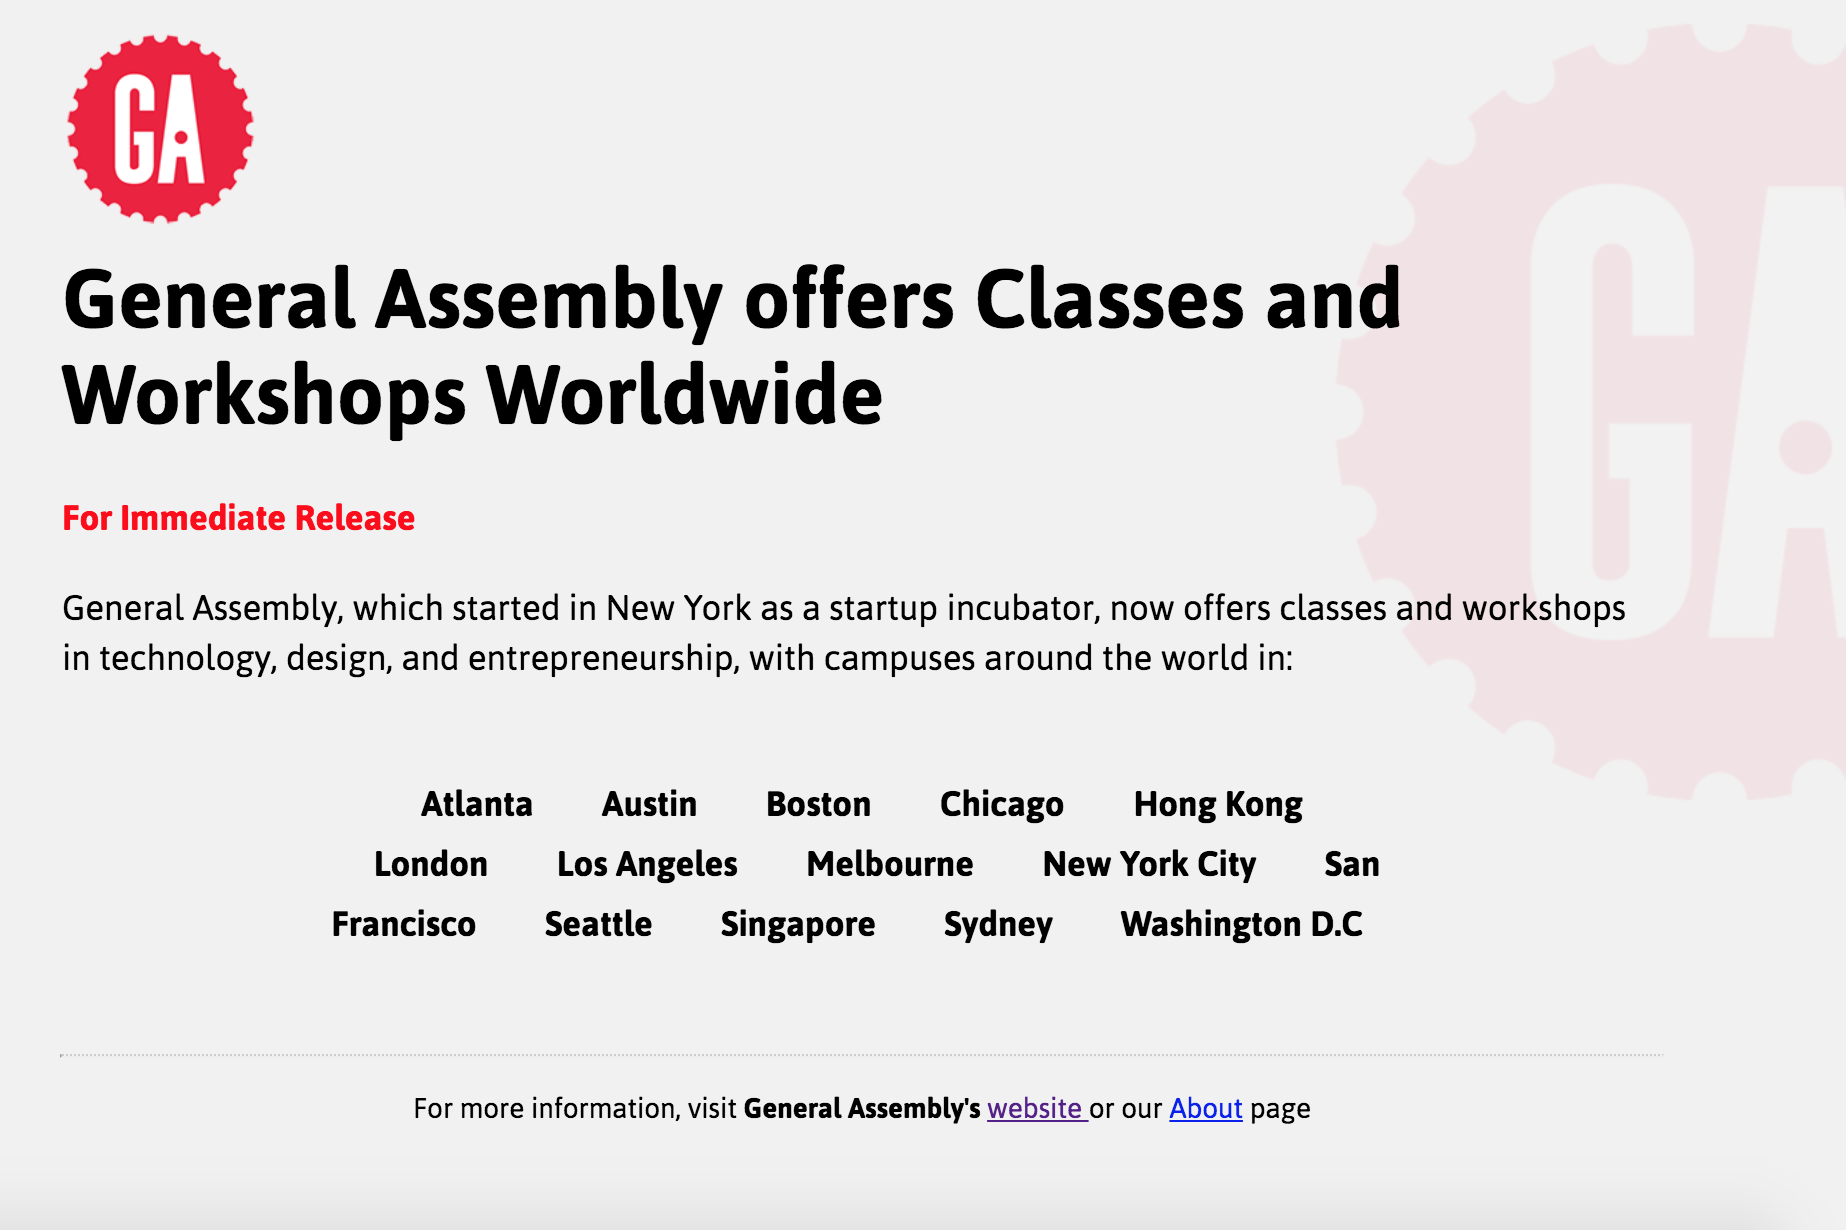 GA
General Assembly offers Classes and
Workshops Worldwide
For Immediate Release
General Assembly, which started in New York as a startup incubator, now offers classes and workshops
in technology, design, and entrepreneurship, with campuses around the world in:
Atlanta Austin Boston Chicago Hong Kong
London Los Angeles Melbourne New York City San
Francisco Seattle Singapore Sydney Washington D.C
For more information, visit General Assembly's website or our About page
GA